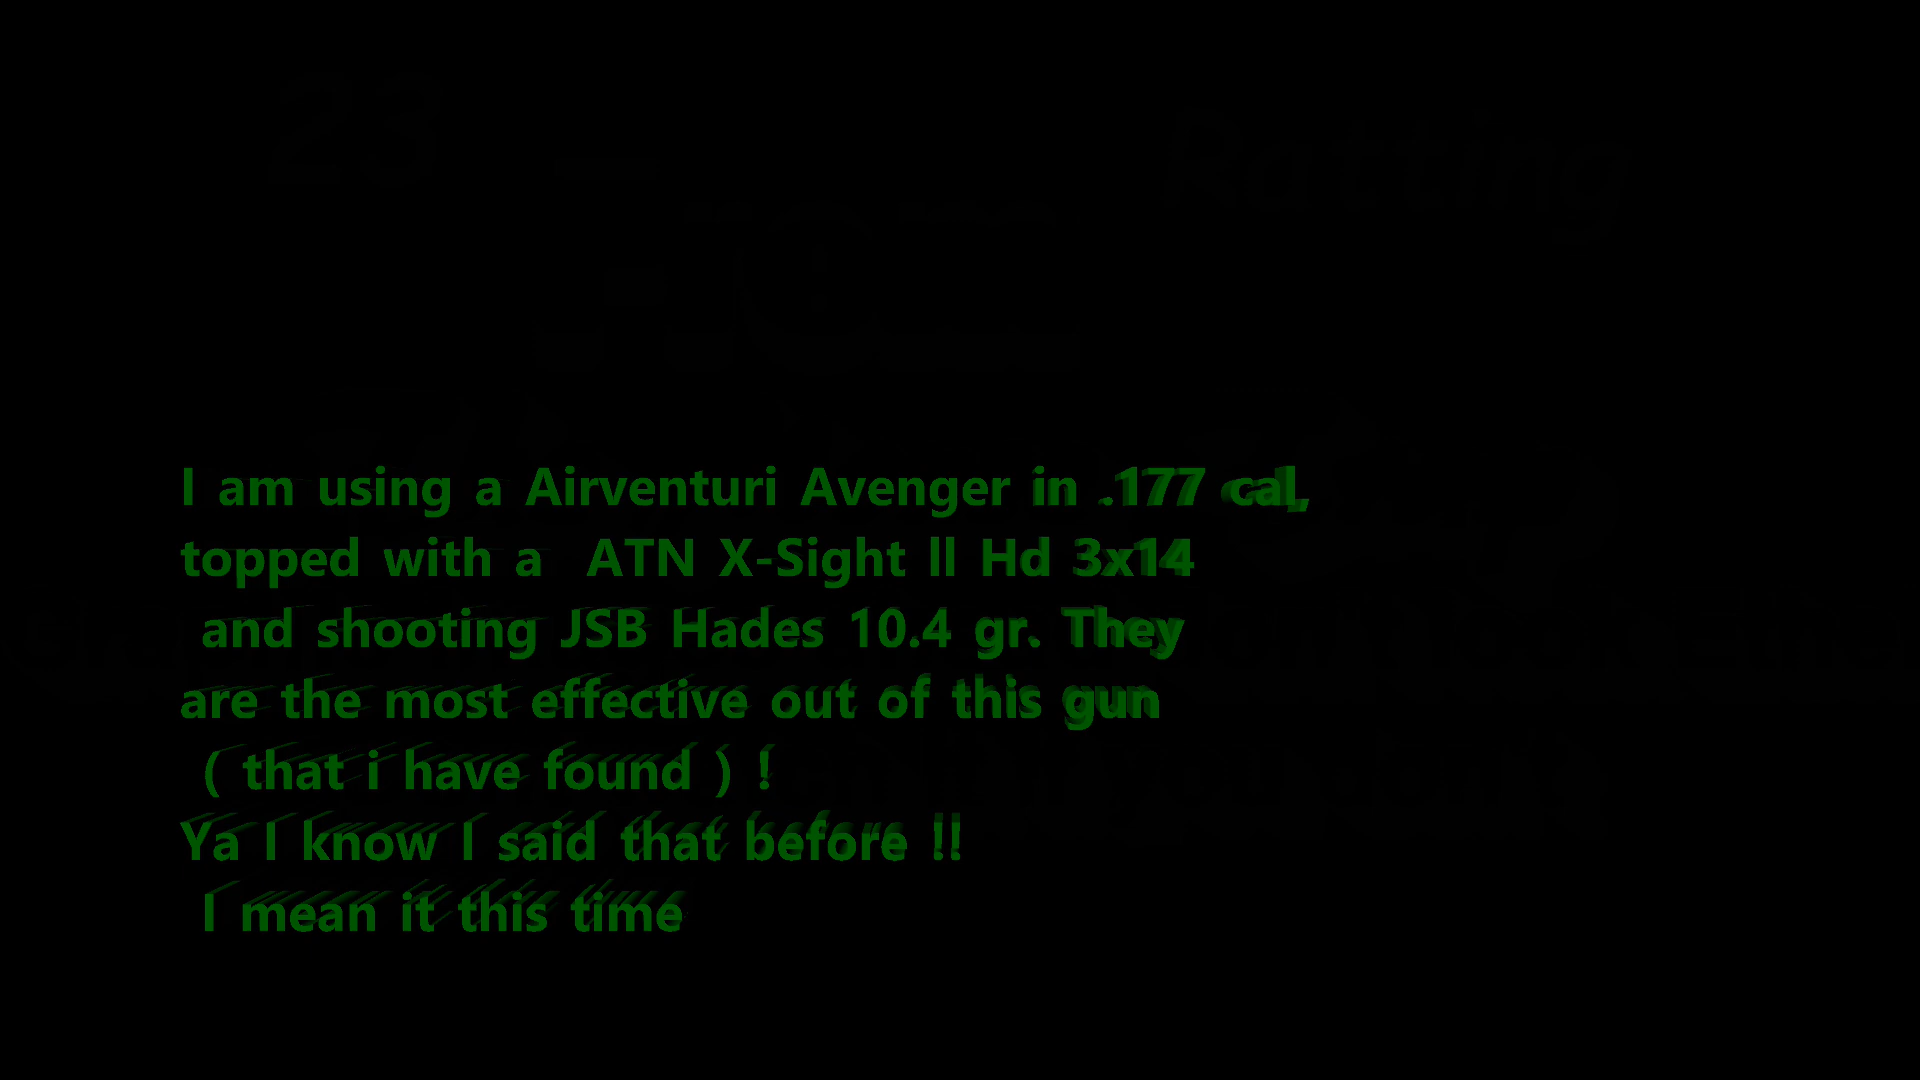 23 –
Ratting
I am using a Airventuri Avenger in .177 cal,
topped with a ATN X-Sight ll Hd 3x14
and shooting JSB Hades 10.4 gr. They
are the most effective out of this gun
( that i have found ) !
Ya I know I said that before !!
I mean it this time